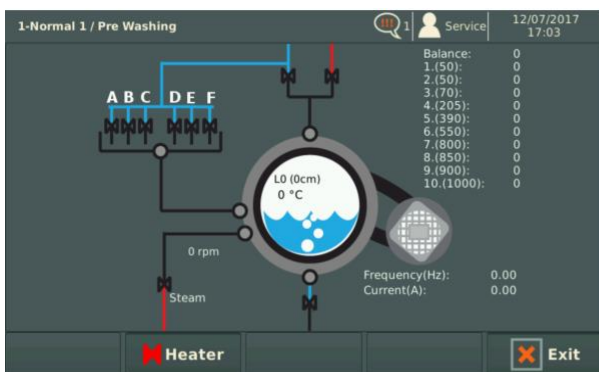 1-Normal 1 / Pre Washing
1
Service
12/07/2017
17:03
Balance: 0
1.(50): 0
2.(50): 0
3.(70): 0
4.(205): 0
5.(390): 0
6.(550): 0
7.(800): 0
8.(850): 0
9.(900): 0
10.(1000): 0
A B C D E F
L0 (0cm)
0 °C
0 rpm
Steam
Frequency(Hz): 0.00
Current(A): 0.00
Heater
Exit